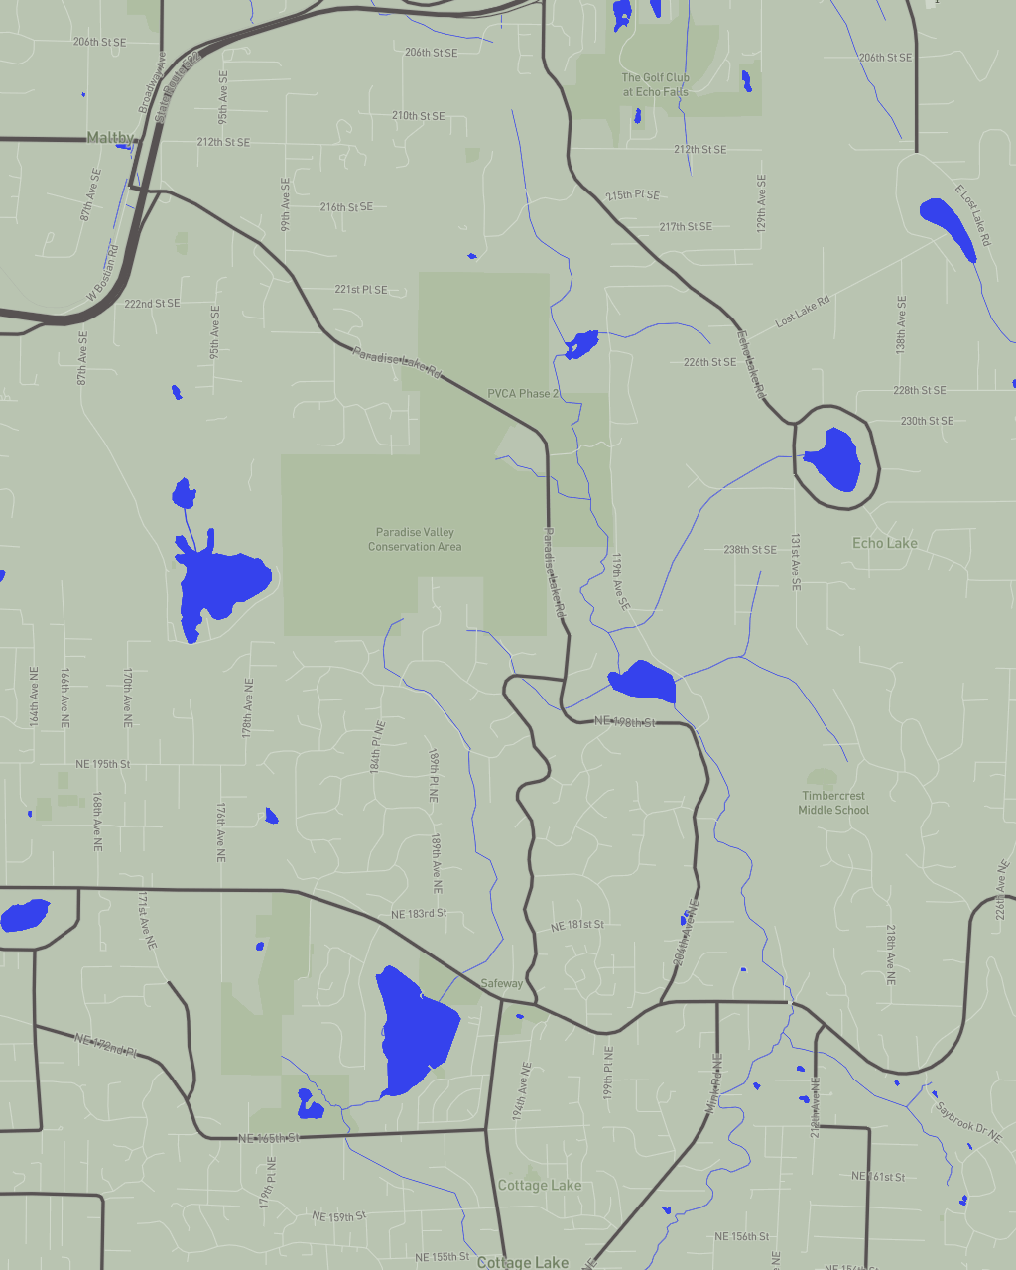 206th St SE
206th St SE
206th St SE
Broadway Ave
State Route 522
95th Ave SE
The Golf Club
at Echo Falls
210th St SE
Maltby
212th St SE
212th St SE
87th Ave SE
99th Ave SE
216th St SE
215th Pl SE
217th St SE
129th Ave SE
E Lost Lake Rd
W Bostian Rd
222nd St SE
221st Pl SE
Lost Lake Rd
87th Ave SE
95th Ave SE
138th Ave SE
Paradise Lake Rd
Echo Lake Rd
226th St SE
PVCA Phase 2
228th St SE
230th St SE
Paradise Valley
Conservation Area
Paradise Lake Rd
119th Ave SE
238th St SE
131st Ave SE
Echo Lake
164th Ave NE
166th Ave NE
170th Ave NE
178th Ave NE
184th Pl NE
NE 198th St
NE 195th St
189th Pl NE
Timbercrest
Middle School
168th Ave NE
176th Ave NE
189th Ave NE
171st Ave NE
NE 183rd St
NE 181st St
204th Ave NE
218th Ave NE
226th Ave NE
Safeway
NE 172nd Pl
194th Ave NE
199th Pl NE
Mink Rd NE
212th Ave NE
Saybrook Dr NE
NE 165th St
179th Pl NE
Cottage Lake
NE 161st St
NE 159th St
NE 156th St
NE 155th St
Cottage Lake
NE
NE
NE 154th St